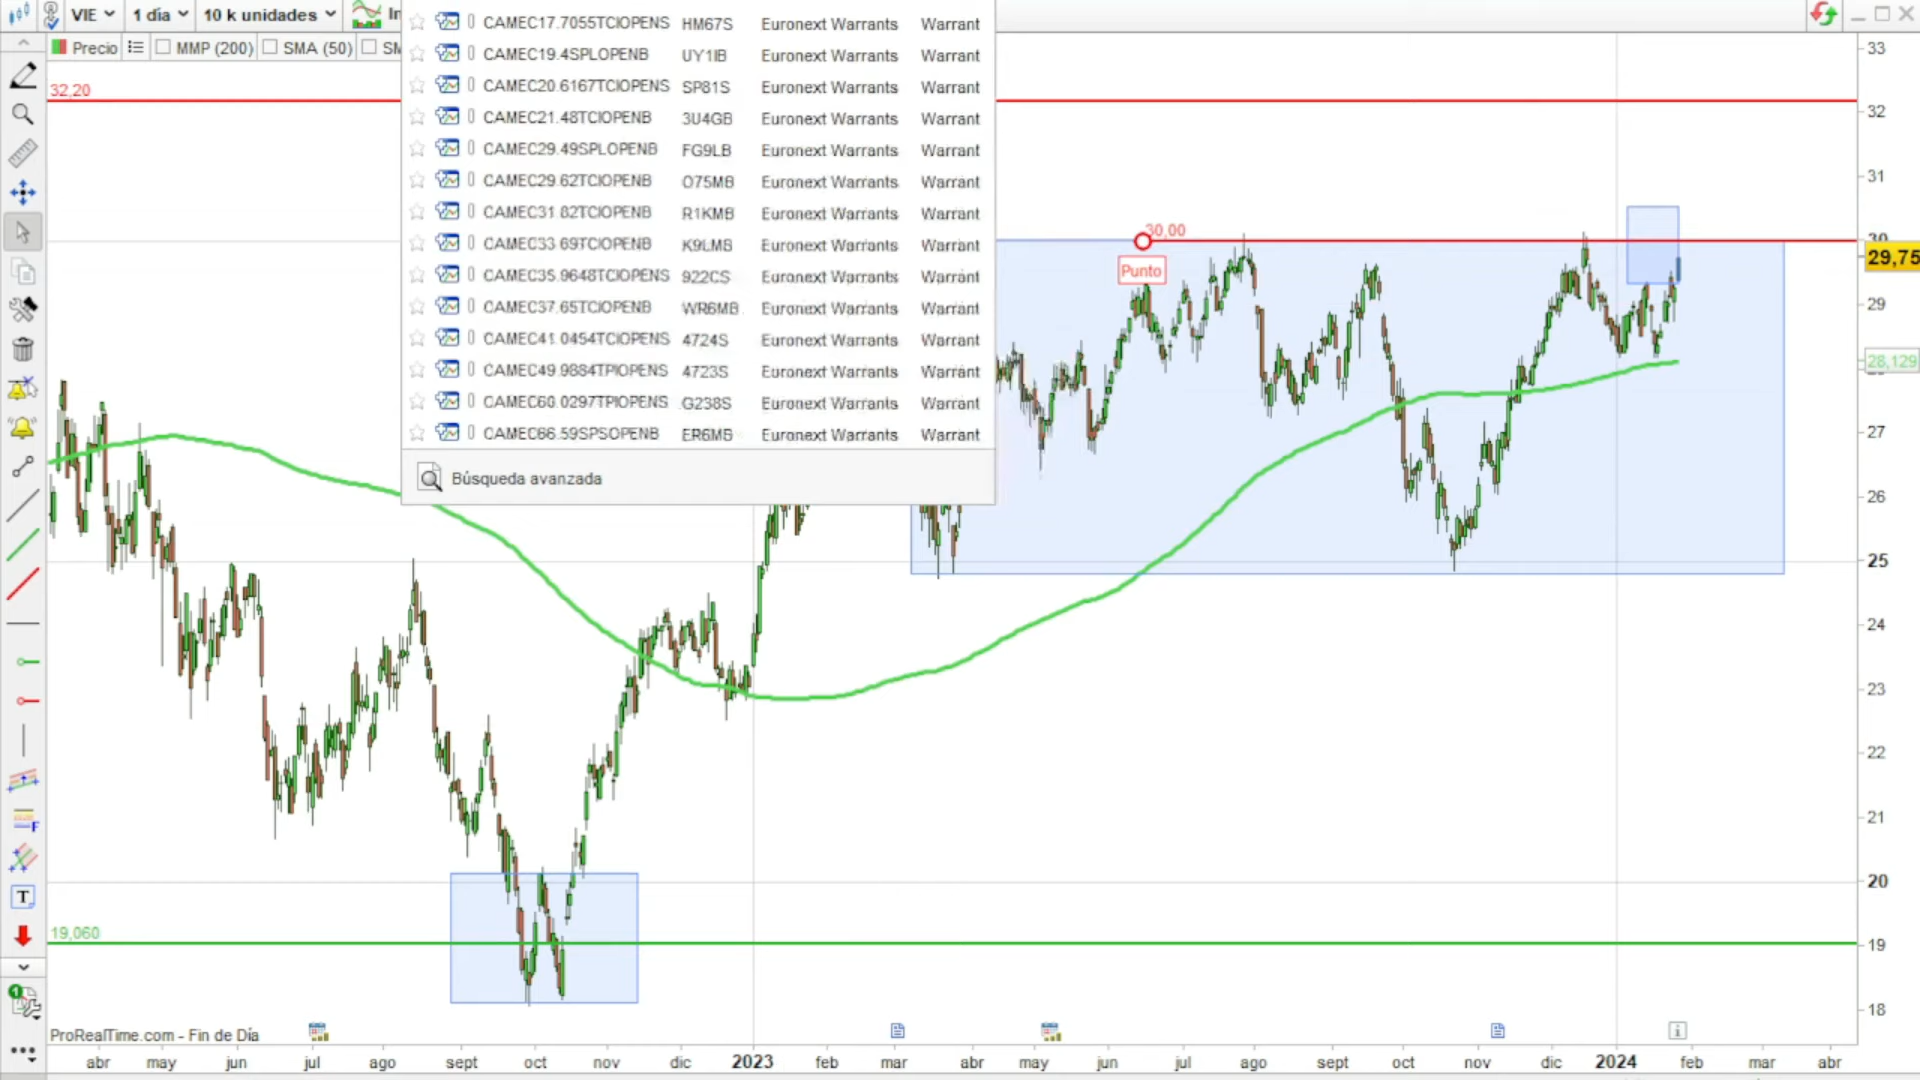 VIE 1 día 10 k unidades In
Precio MMP (200) SMA (50) SM
CAMEC17.7055TCIOPENS HM67S Euronext Warrants Warrant
CAMEC19.4SPLOPENB UY1IB Euronext Warrants Warrant
CAMEC20.6167TCIOPENS SP81S Euronext Warrants Warrant
CAMEC21.48TCIOPENB 3U4GB Euronext Warrants Warrant
CAMEC29.49SPLOPENB FG9LB Euronext Warrants Warrant
CAMEC29.62TCIOPENB O75MB Euronext Warrants Warrant
CAMEC31.82TCIOPENB R1KMB Euronext Warrants Warrant
CAMEC33.69TCIOPENB K9LMB Euronext Warrants Warrant
CAMEC35.9648TCIOPENS 922CS Euronext Warrants Warrant
CAMEC37.65TCIOPENB WR6MB Euronext Warrants Warrant
CAMEC41.0454TCIOPENS 4724S Euronext Warrants Warrant
CAMEC49.9884TPIOPENS 4723S Euronext Warrants Warrant
CAMEC60.0297TPIOPENS G238S Euronext Warrants Warrant
CAMEC66.59SPSOPENB ER6MB Euronext Warrants Warrant
Búsqueda avanzada
32,20
30,00
Punto
19,060
33
32
31
30
29,75
29
28,129
27
26
25
24
23
22
21
20
19
18
ProRealTime.com - Fin de Día
abr may jun jul ago sept oct nov dic 2023 feb mar abr may jun jul ago sept oct nov dic 2024 feb mar abr